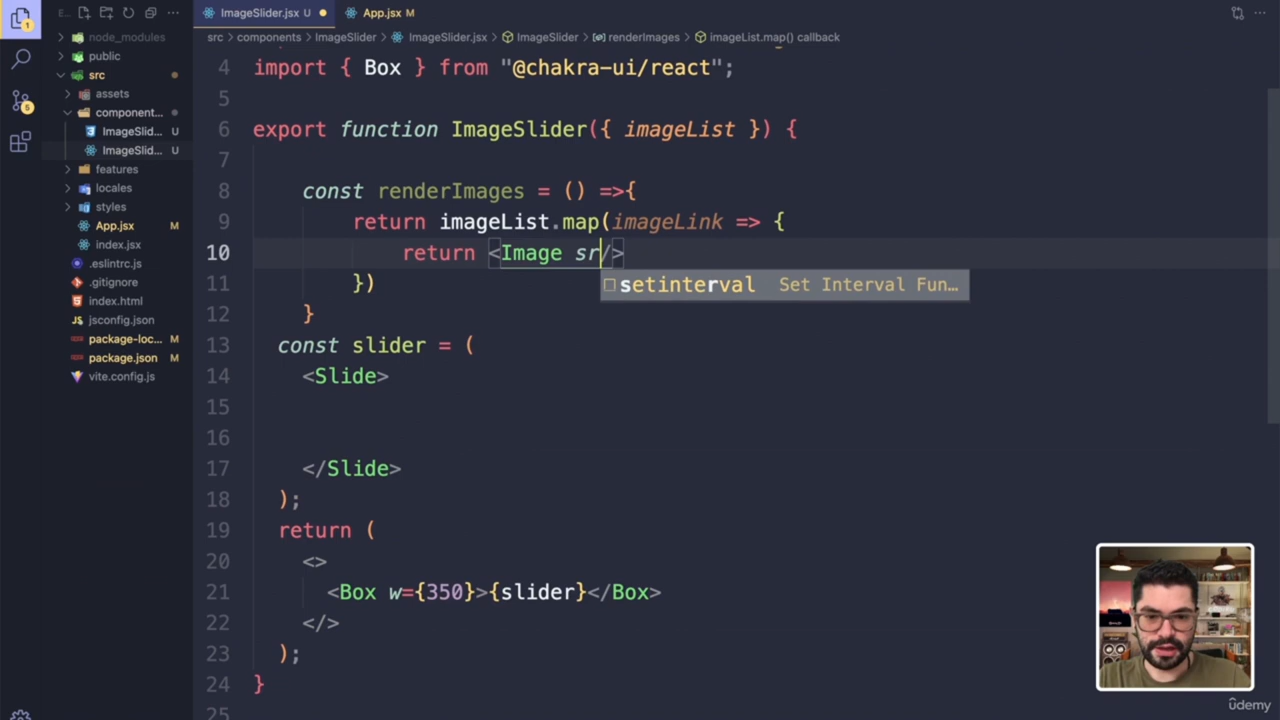 E...
ImageSlider.jsx U
App.jsx M
node_modules
public
src
assets
component...
ImageSlid... U
ImageSlid... U
features
locales
styles
App.jsx M
index.jsx
.eslintrc.js
.gitignore
index.html
jsconfig.json
package-loc... M
package.json M
vite.config.js
1
6
src > components > ImageSlider > ImageSlider.jsx > ImageSlider > renderImages > imageList.map() callback
4 import { Box } from "@chakra-ui/react";
5
6 export function ImageSlider({ imageList }) {
7
8 const renderImages = () =>{
9 return imageList.map(imageLink => {
10 return <Image sr/>
setinterval Set Interval Fun…
11 })
12 }
13 const slider = (
14 <Slide>
15
16
17 </Slide>
18 );
19 return (
20 <>
21 <Box w={350}>{slider}</Box>
22 </>
23 );
24 }
25
ûdemy